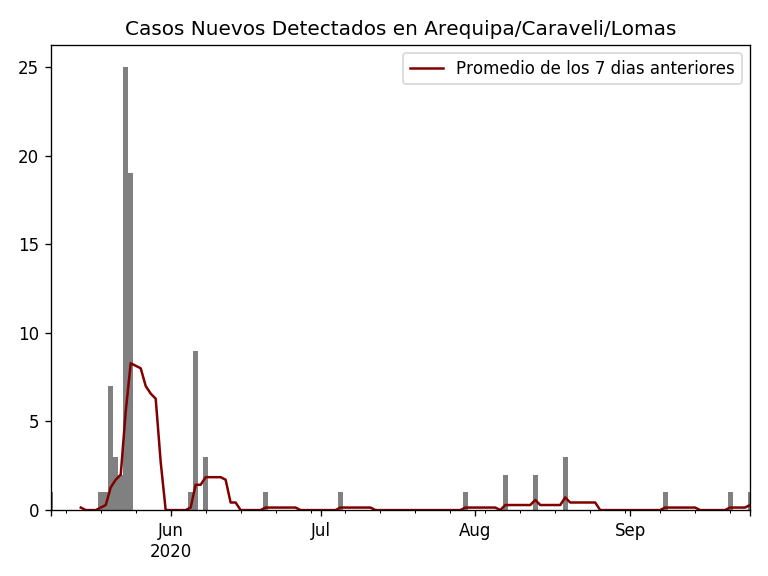 Casos Nuevos Detectados en Arequipa/Caraveli/Lomas
Promedio de los 7 dias anteriores
25
20
15
10
5
0
Jun
2020
Jul
Aug
Sep